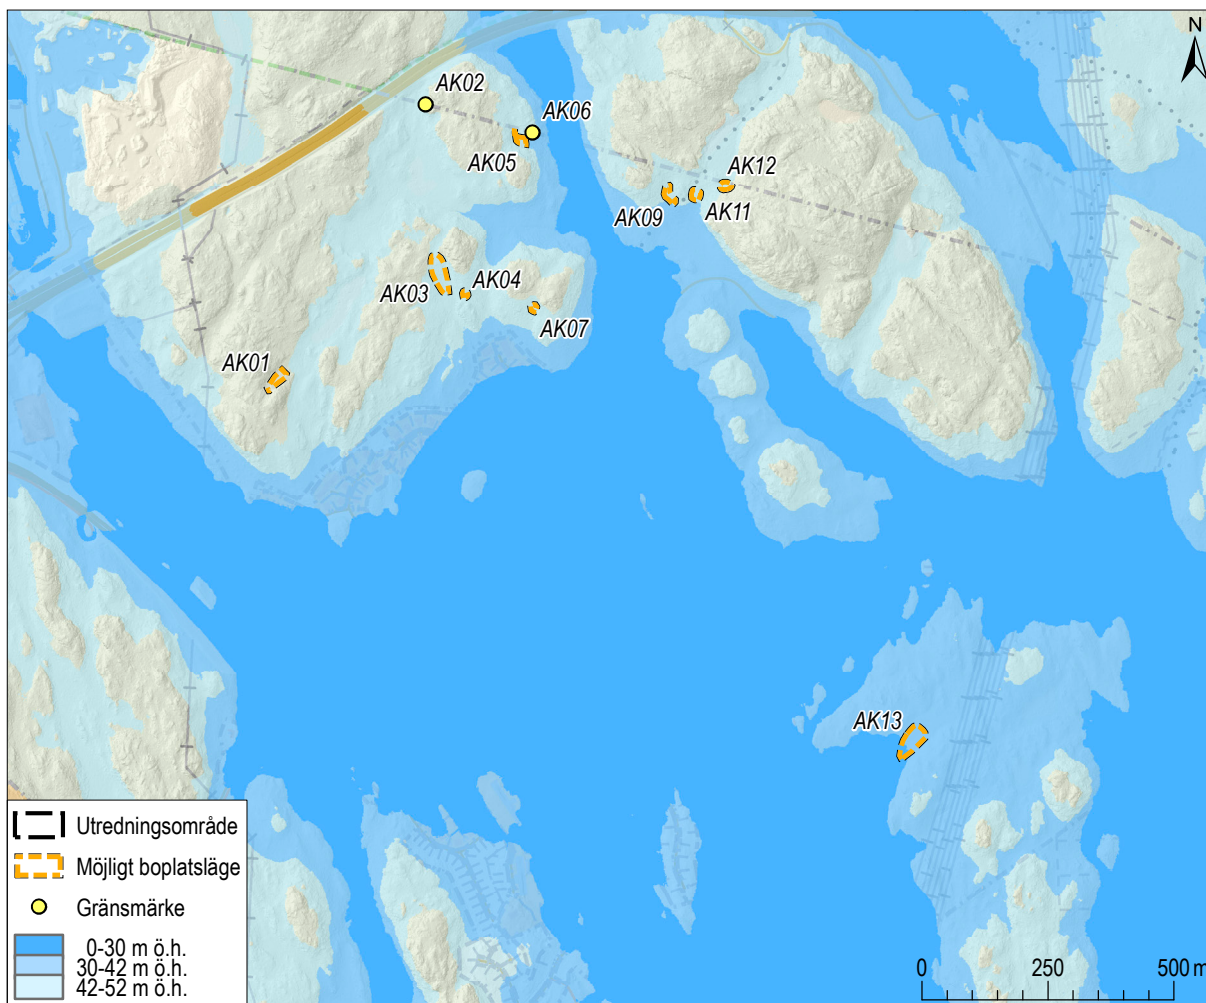 N
AK02
AK06
AK05
AK12
AK09
AK11
AK03
AK04
AK07
AK01
AK13
Utredningsområde
Möjligt boplatsläge
Gränsmärke
0-30 m ö.h.
30-42 m ö.h.
42-52 m ö.h.
0 250 500 m